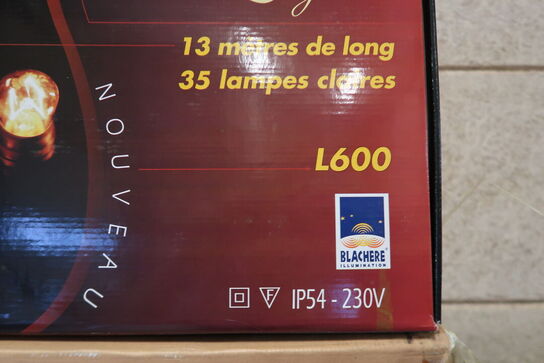 13 mètres de long
35 lampes claires
NOUVEAU
L600
BLACHERE
ILLUMINATION
F IP54 - 230V